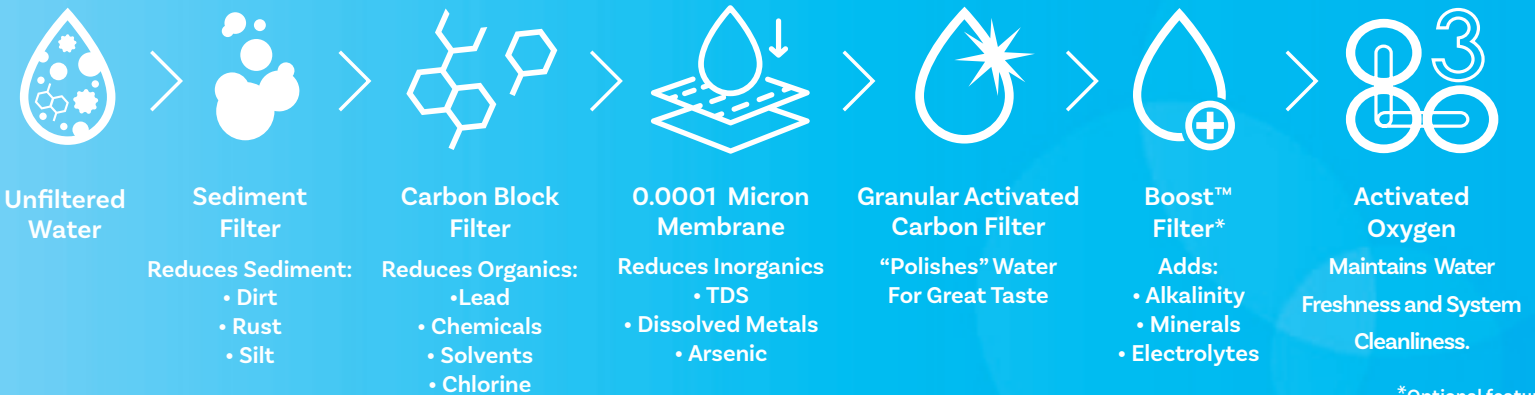 3
Unfiltered
Water
Sediment
Filter
Reduces Sediment:
• Dirt
• Rust
• Silt
Carbon Block
Filter
Reduces Organics:
•Lead
• Chemicals
• Solvents
• Chlorine
0.0001 Micron
Membrane
Reduces Inorganics
• TDS
• Dissolved Metals
• Arsenic
Granular Activated
Carbon Filter
“Polishes” Water
For Great Taste
Boost™
Filter*
Adds:
• Alkalinity
• Minerals
• Electrolytes
Activated
Oxygen
Maintains Water
Freshness and System
Cleanliness.
*Optional